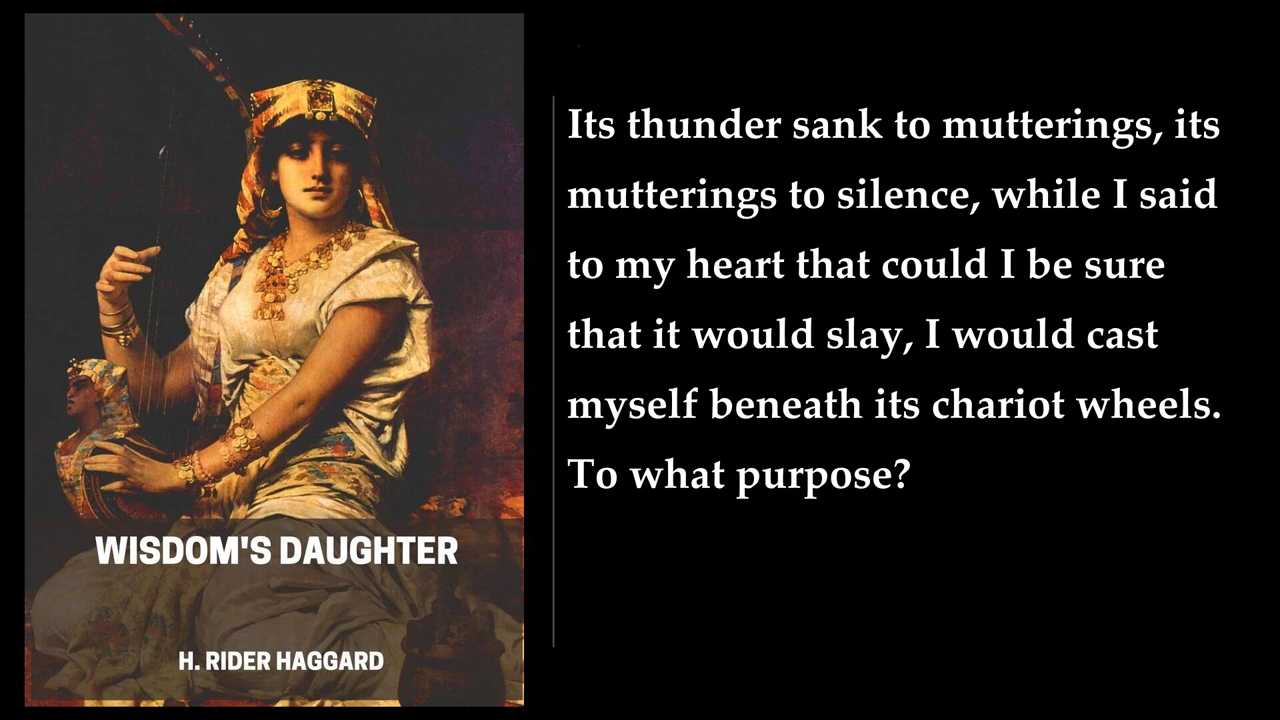 WISDOM'S DAUGHTER
H. RIDER HAGGARD
Its thunder sank to mutterings, its
mutterings to silence, while I said
to my heart that could I be sure
that it would slay, I would cast
myself beneath its chariot wheels.
To what purpose?